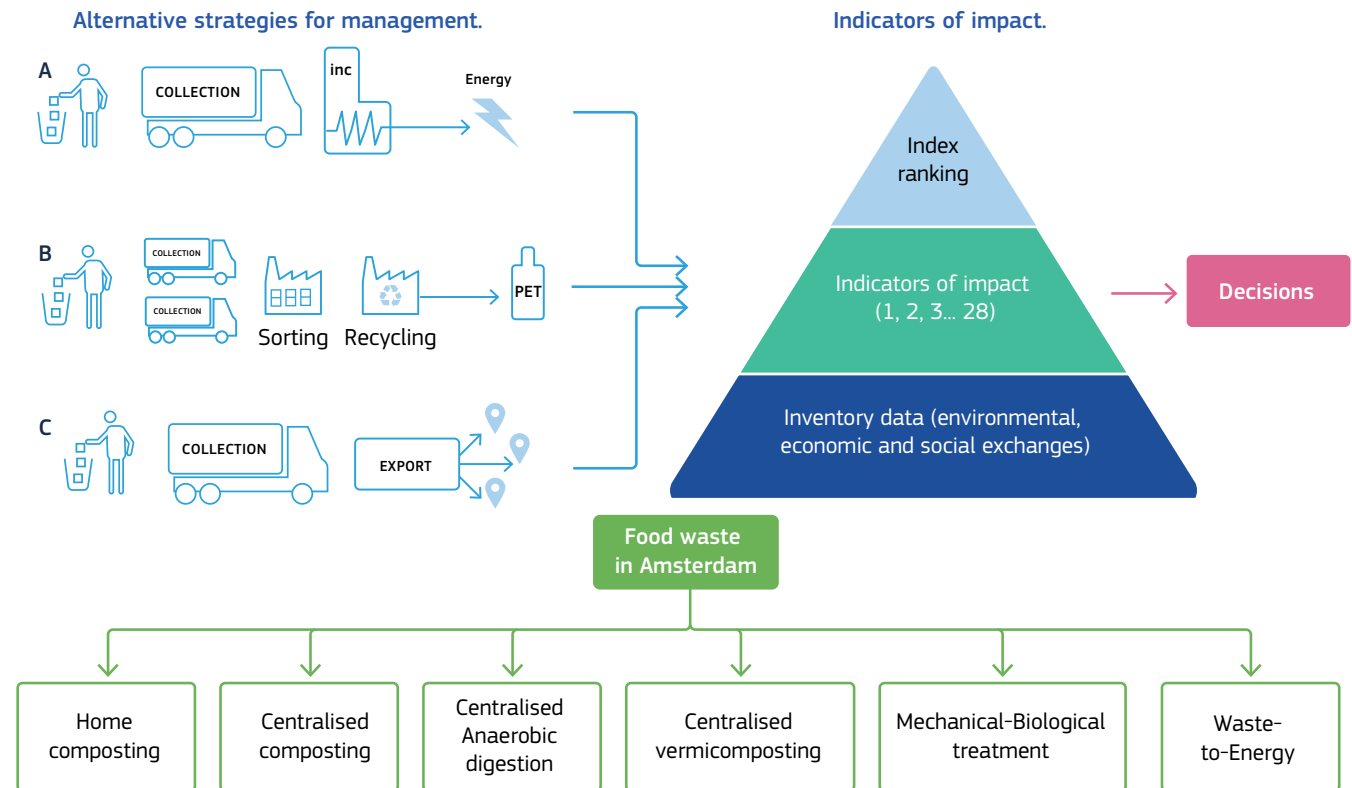 Alternative strategies for management.
Indicators of impact.
A
COLLECTION
inc
Energy
B
COLLECTION
COLLECTION
Sorting
Recycling
PET
C
COLLECTION
EXPORT
Index
ranking
Indicators of impact
(1, 2, 3... 28)
Inventory data (environmental,
economic and social exchanges)
Decisions
Food waste
in Amsterdam
Home
composting
Centralised
composting
Centralised
Anaerobic
digestion
Centralised
vermicomposting
Mechanical-Biological
treatment
Waste-
to-Energy